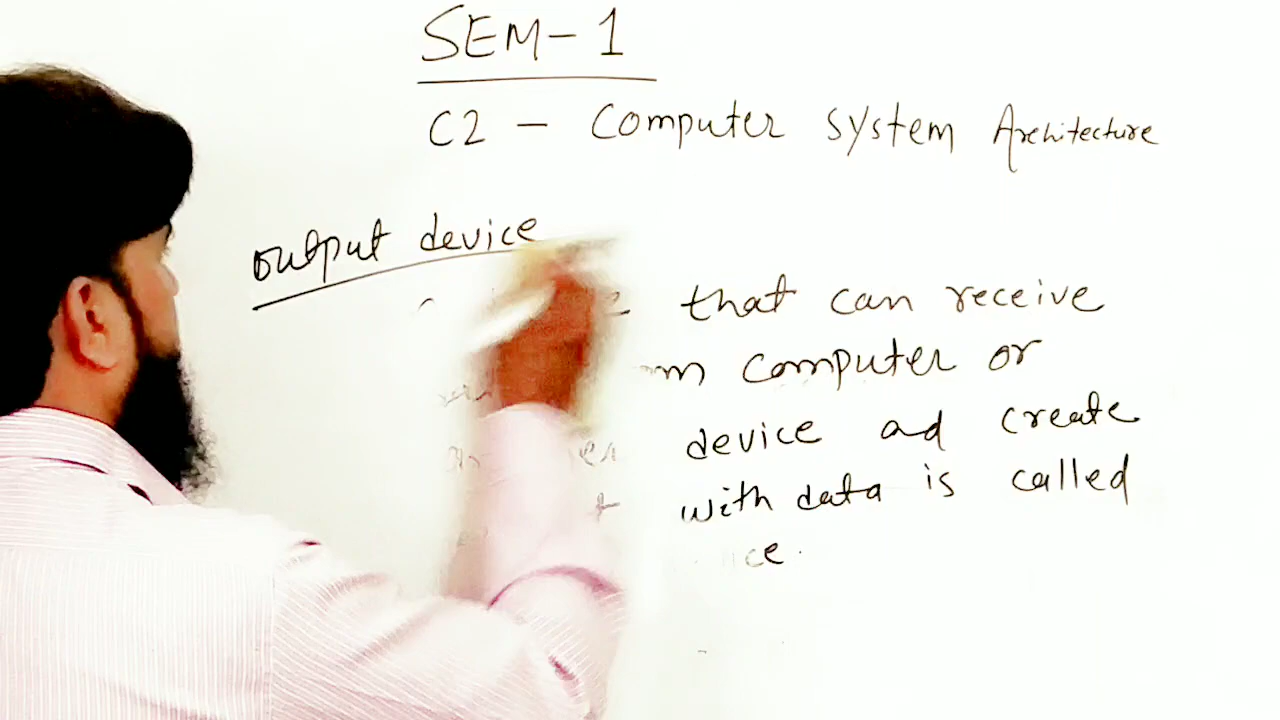 SEM-1
C2 - Computer system Architecture
output device
that can receive
computer or
device ad create
with data is called